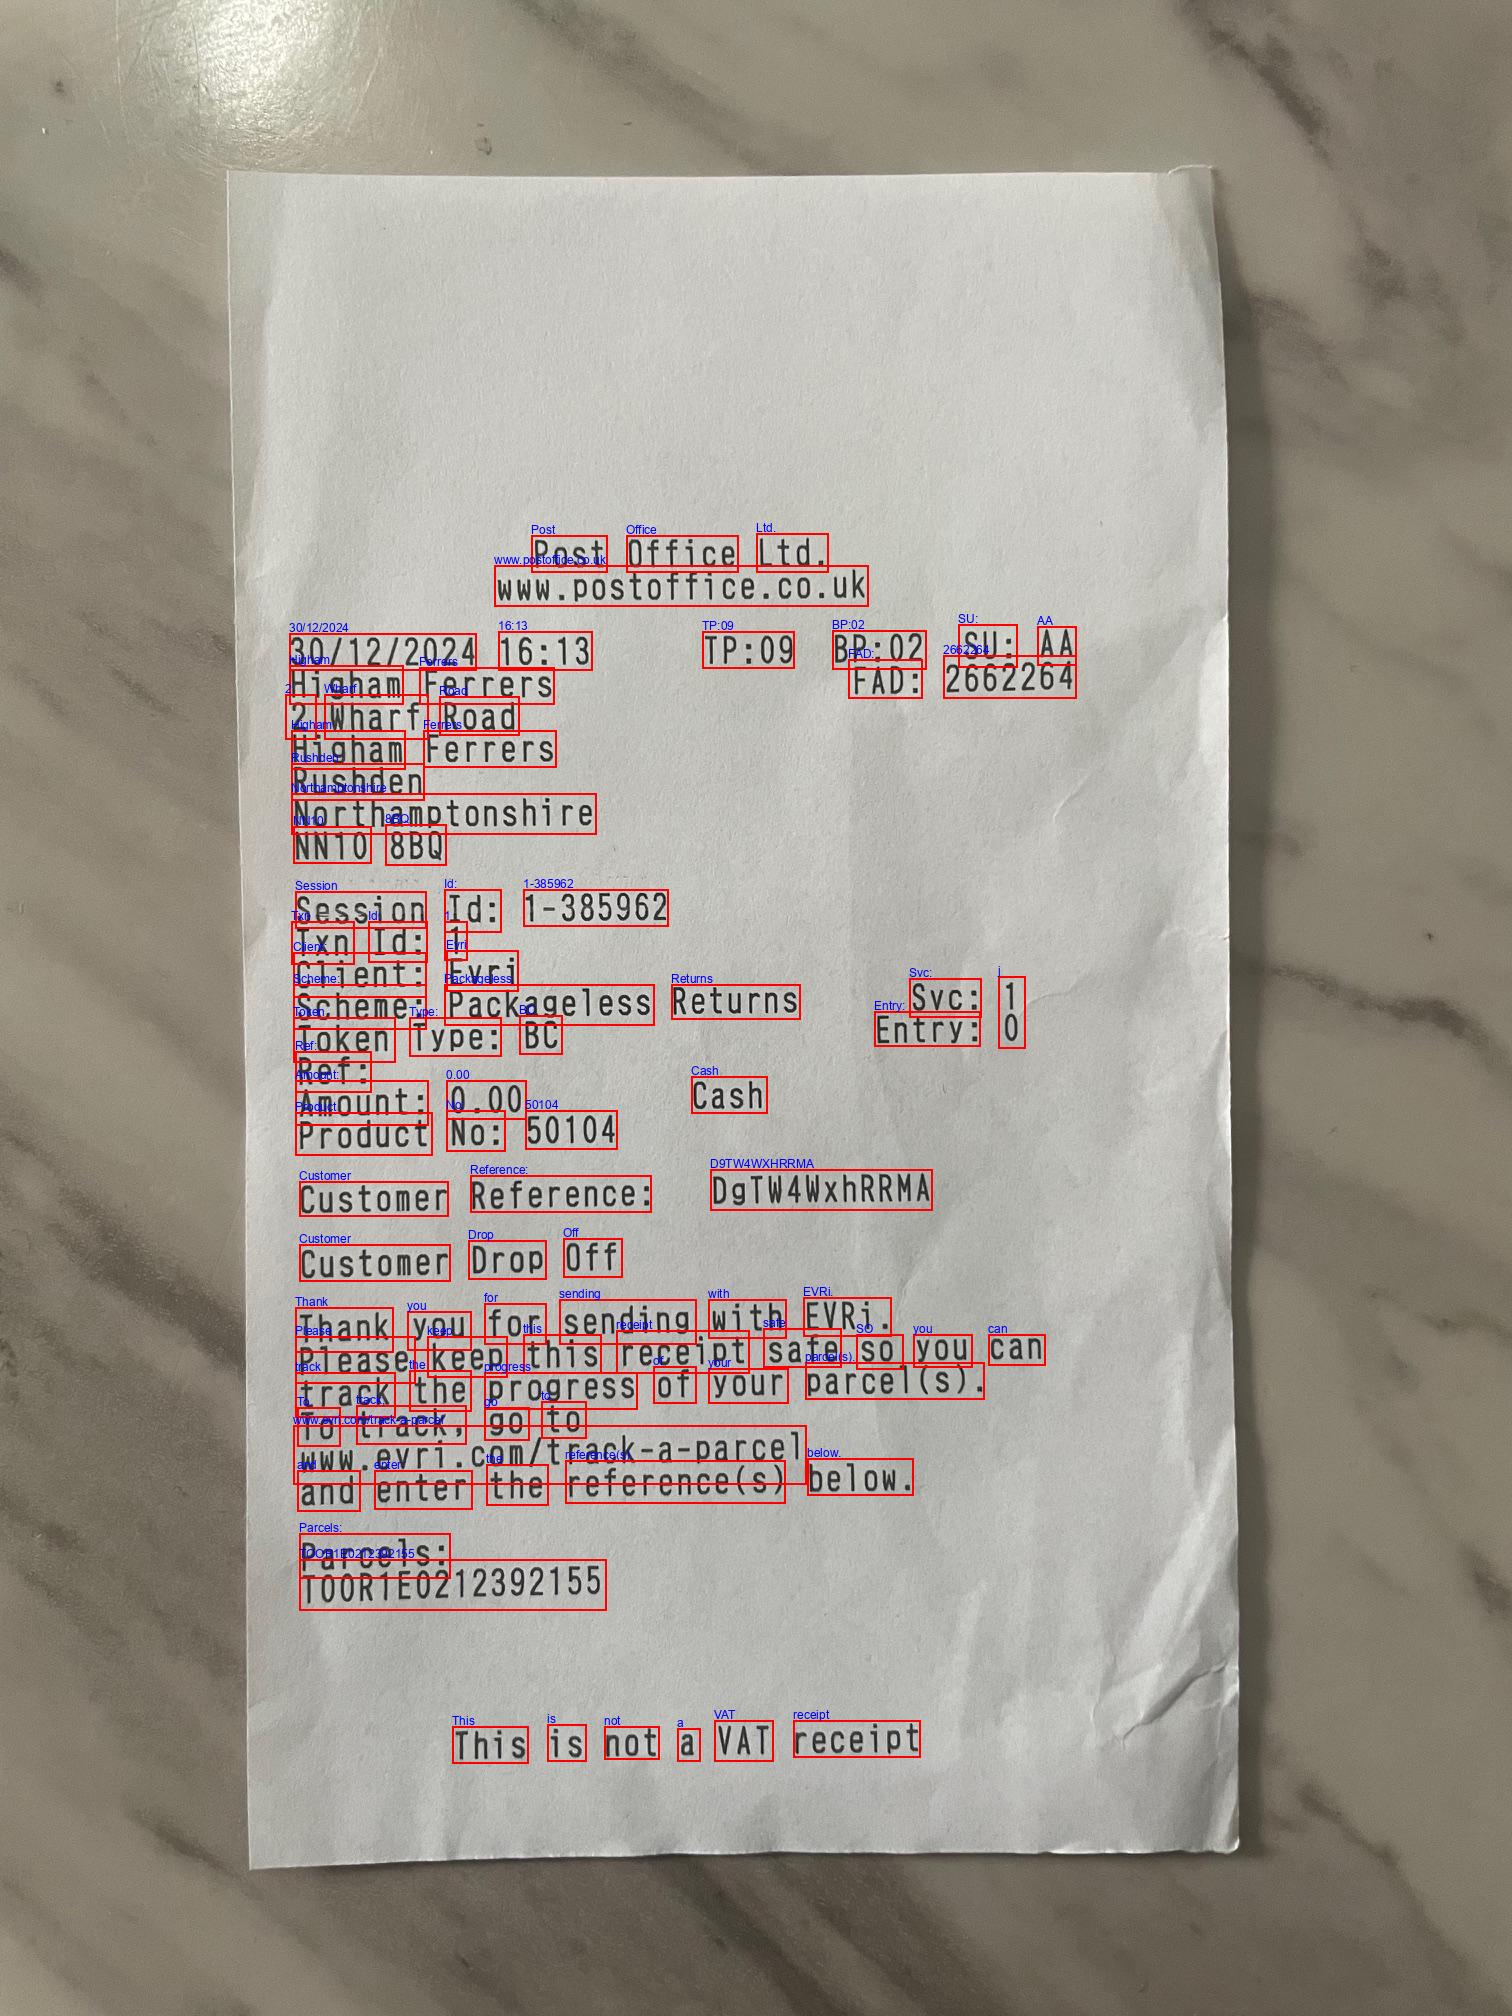 Post Office Ltd.
www.postoffice.co.uk
30/12/2024 16:13 TP:09 BP:02 SU: AA
Higham Ferrers FAD: 2662264
2 Wharf Road
Higham Ferrers
Rushden
Northamptonshire
NN10 8BQ
Session Id: 1-385962
Txn Id: 1
Client: Evri
Scheme: Packageless Returns Svc: 1
Token Type: BC Entry: 0
Ref:
Amount: 0.00 Cash
Product No: 50104
Customer Reference: DgTW4WxhRRMA
Customer Drop Off
Thank you for sending with EVRi.
Please keep this receipt safe so you can
track the progress of your parcel(s).
To track, go to
www.evri.com/track-a-parcel
and enter the reference(s) below.
Parcels:
T00R1E0212392155
This is not a VAT receipt